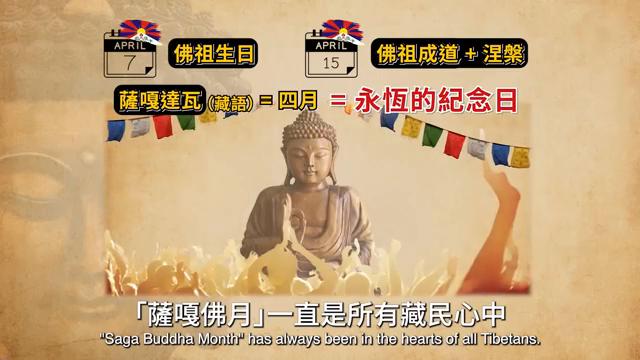 APRIL
7
佛祖生日
APRIL
15
佛祖成道 + 涅槃
薩嘎達瓦(藏語) = 四月 = 永恆的紀念日
「薩嘎佛月」一直是所有藏民心中
"Saga Buddha Month" has always been in the hearts of all Tibetans.